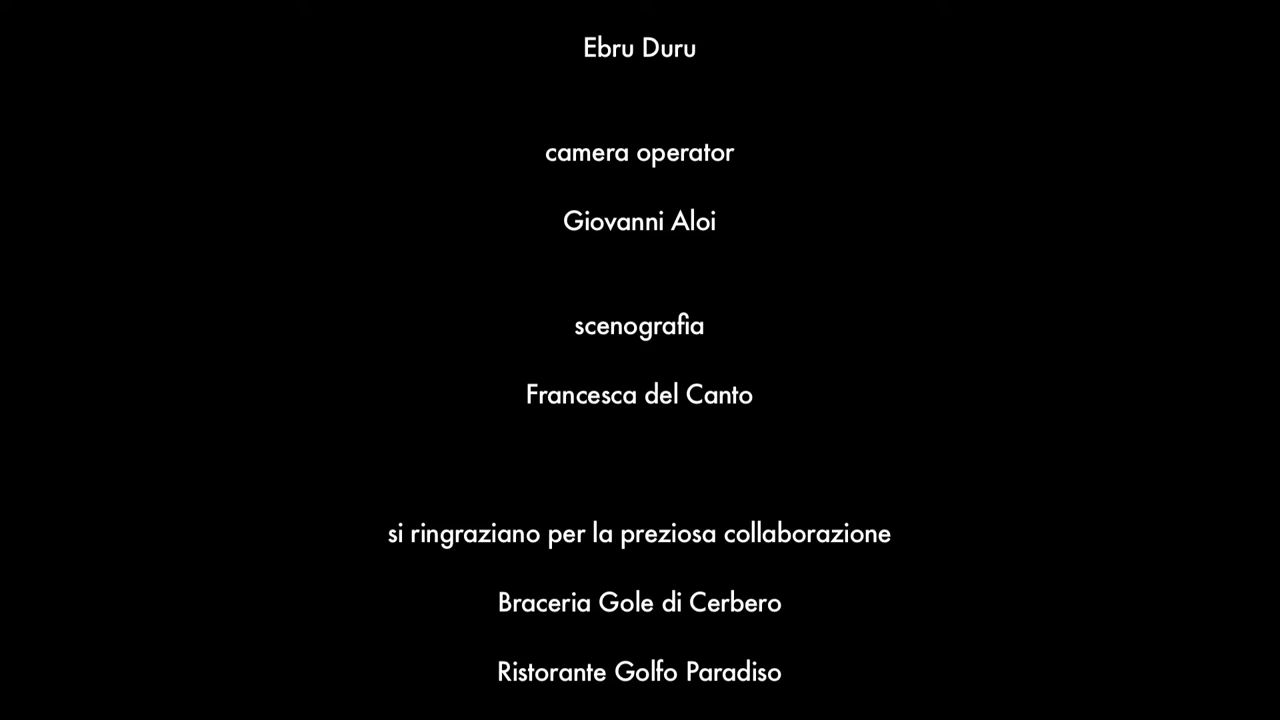 Ebru Duru
camera operator
Giovanni Aloi
scenografia
Francesca del Canto
si ringraziano per la preziosa collaborazione
Braceria Gole di Cerbero
Ristorante Golfo Paradiso